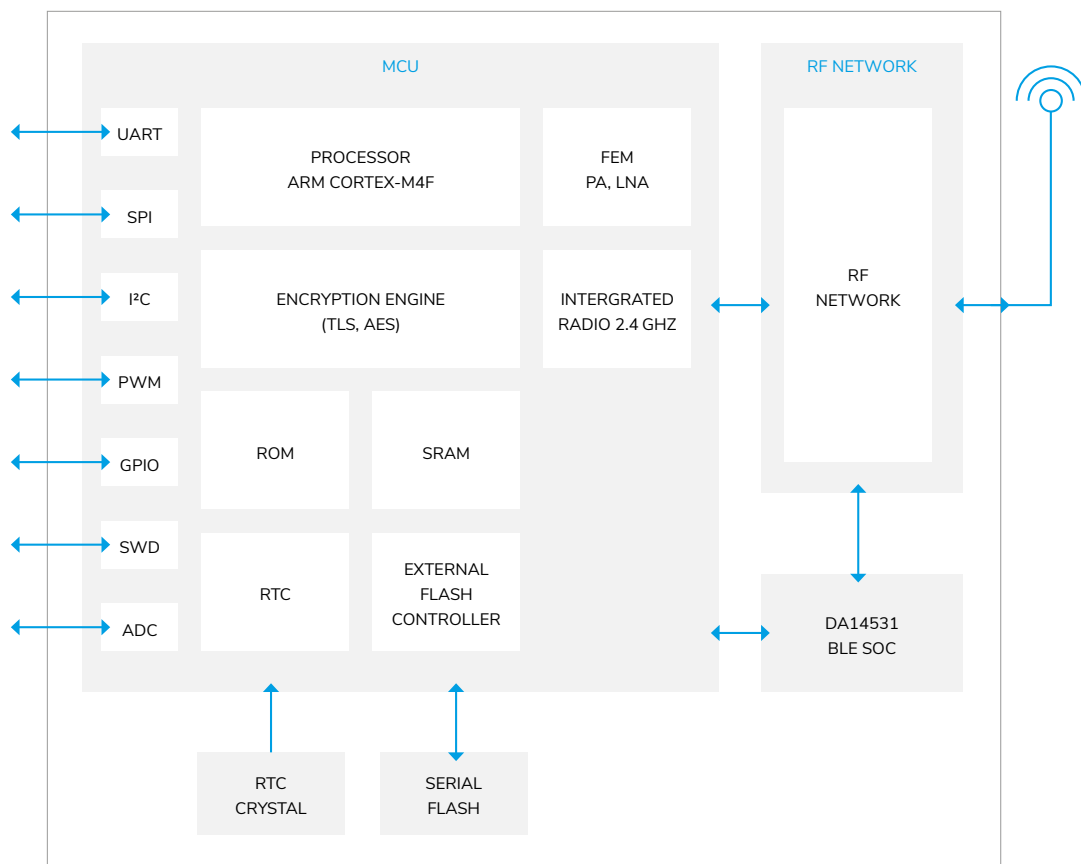 MCU
RF NETWORK
UART
SPI
I²C
PWM
GPIO
SWD
ADC
PROCESSOR
ARM CORTEX-M4F
FEM
PA, LNA
ENCRYPTION ENGINE
(TLS, AES)
INTERGRATED
RADIO 2.4 GHZ
ROM
SRAM
RTC
EXTERNAL
FLASH
CONTROLLER
RF
NETWORK
DA14531
BLE SOC
RTC
CRYSTAL
SERIAL
FLASH